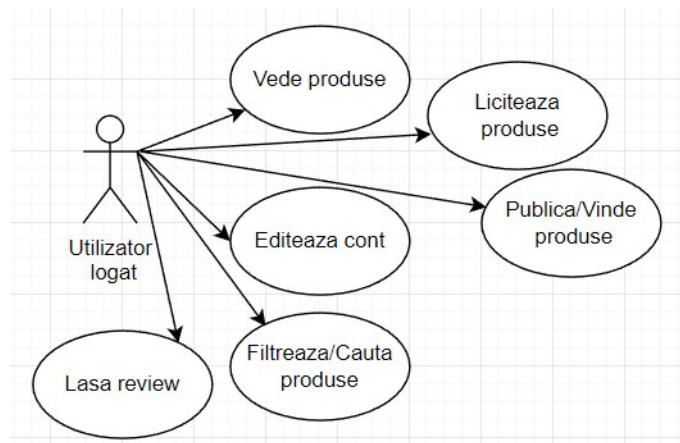 Vede produse
Liciteaza
produse
Publica/Vinde
produse
Utilizator
logat
Editeaza cont
Filtreaza/Cauta
produse
Lasa review